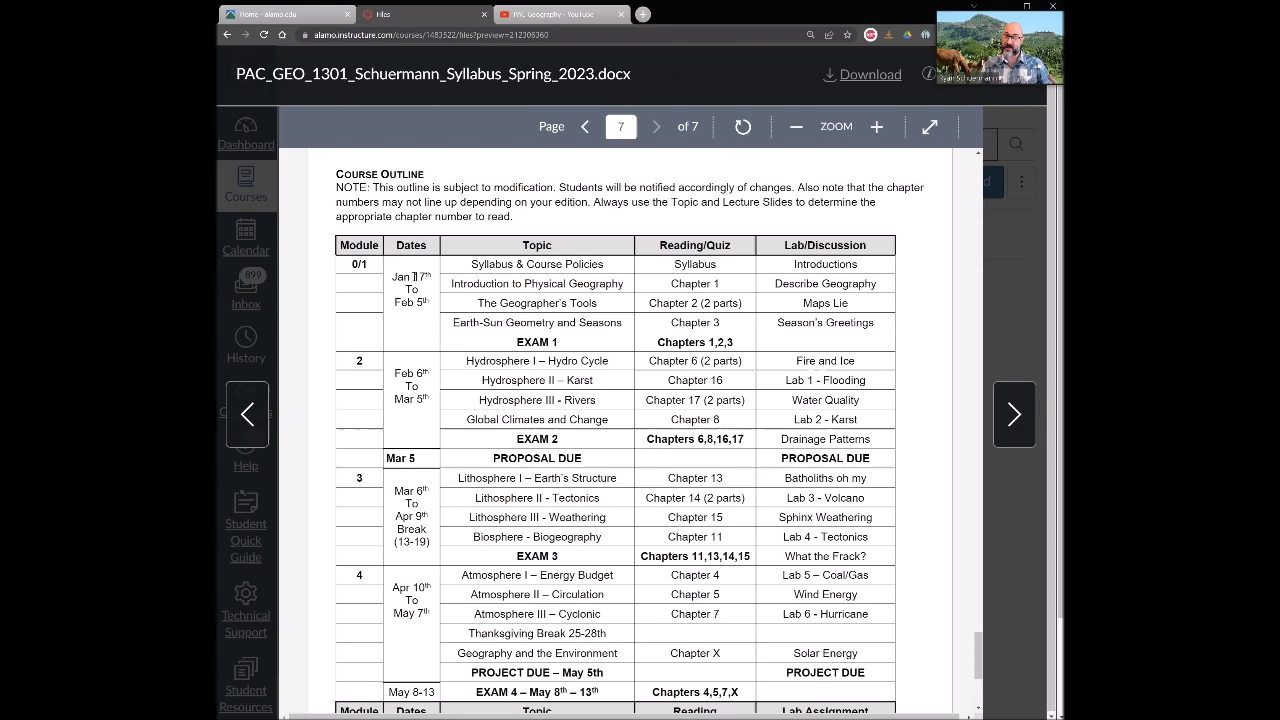 Home - alamo.edu
Files
PAC Geography - YouTube
alamo.instructure.com/courses/1483522/files?preview=212306360
Ryan Schuermann
PAC_GEO_1301_Schuermann_Syllabus_Spring_2023.docx
Download
Page 7 of 7 ZOOM
Dashboard
Courses
Calendar
899
Inbox
History
Help
Student
Quick
Guide
Technical
Support
Student
Resources
COURSE OUTLINE
NOTE: This outline is subject to modification. Students will be notified accordingly of changes. Also note that the chapter
numbers may not line up depending on your edition. Always use the Topic and Lecture Slides to determine the
appropriate chapter number to read.
Module Dates Topic Reading/Quiz Lab/Discussion
0/1 Syllabus & Course Policies Syllabus Introductions
Jan 17th
To
Feb 5th
Introduction to Physical Geography Chapter 1 Describe Geography
The Geographer's Tools Chapter 2 (2 parts) Maps Lie
Earth-Sun Geometry and Seasons Chapter 3 Season's Greetings
EXAM 1 Chapters 1,2,3
2 Hydrosphere I – Hydro Cycle Chapter 6 (2 parts) Fire and Ice
Feb 6th
To
Mar 5th
Hydrosphere II – Karst Chapter 16 Lab 1 - Flooding
Hydrosphere III - Rivers Chapter 17 (2 parts) Water Quality
Global Climates and Change Chapter 8 Lab 2 - Karst
EXAM 2 Chapters 6,8,16,17 Drainage Patterns
Mar 5 PROPOSAL DUE PROPOSAL DUE
3 Lithosphere I – Earth's Structure Chapter 13 Batholiths oh my
Mar 6th
To
Apr 9th
Break
(13-19)
Lithosphere II - Tectonics Chapter 14 (2 parts) Lab 3 - Volcano
Lithosphere III - Weathering Chapter 15 Sphinx Weathering
Biosphere - Biogeography Chapter 11 Lab 4 - Tectonics
EXAM 3 Chapters 11,13,14,15 What the Frack?
4 Atmosphere I – Energy Budget Chapter 4 Lab 5 – Coal/Gas
Apr 10th
To
May 7th
Atmosphere II – Circulation Chapter 5 Wind Energy
Atmosphere III – Cyclonic Chapter 7 Lab 6 - Hurricane
Thanksgiving Break 25-28th
Geography and the Environment Chapter X Solar Energy
PROJECT DUE – May 5th PROJECT DUE
May 8-13 EXAM 4 – May 8th – 13th Chapters 4,5,7,X
Module Dates Topic Reading Lab Assignment